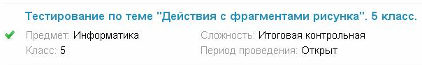 Тестирование по теме "Действия с фрагментами рисунка". 5 класс.
Предмет: Информатика Сложность: Итоговая контрольная
Класс: 5 Период проведения: Открыт